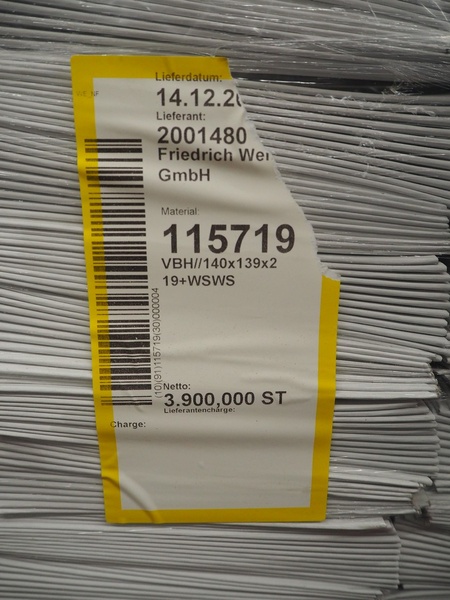 Lieferdatum:
14.12.20
Lieferant:
2001480
Friedrich Wer
GmbH
Material:
115719
VBH//140x139x2
19+WSWS
(10)(91)115719(30)000004
Netto:
3.900,000 ST
Lieferantencharge:
Charge: